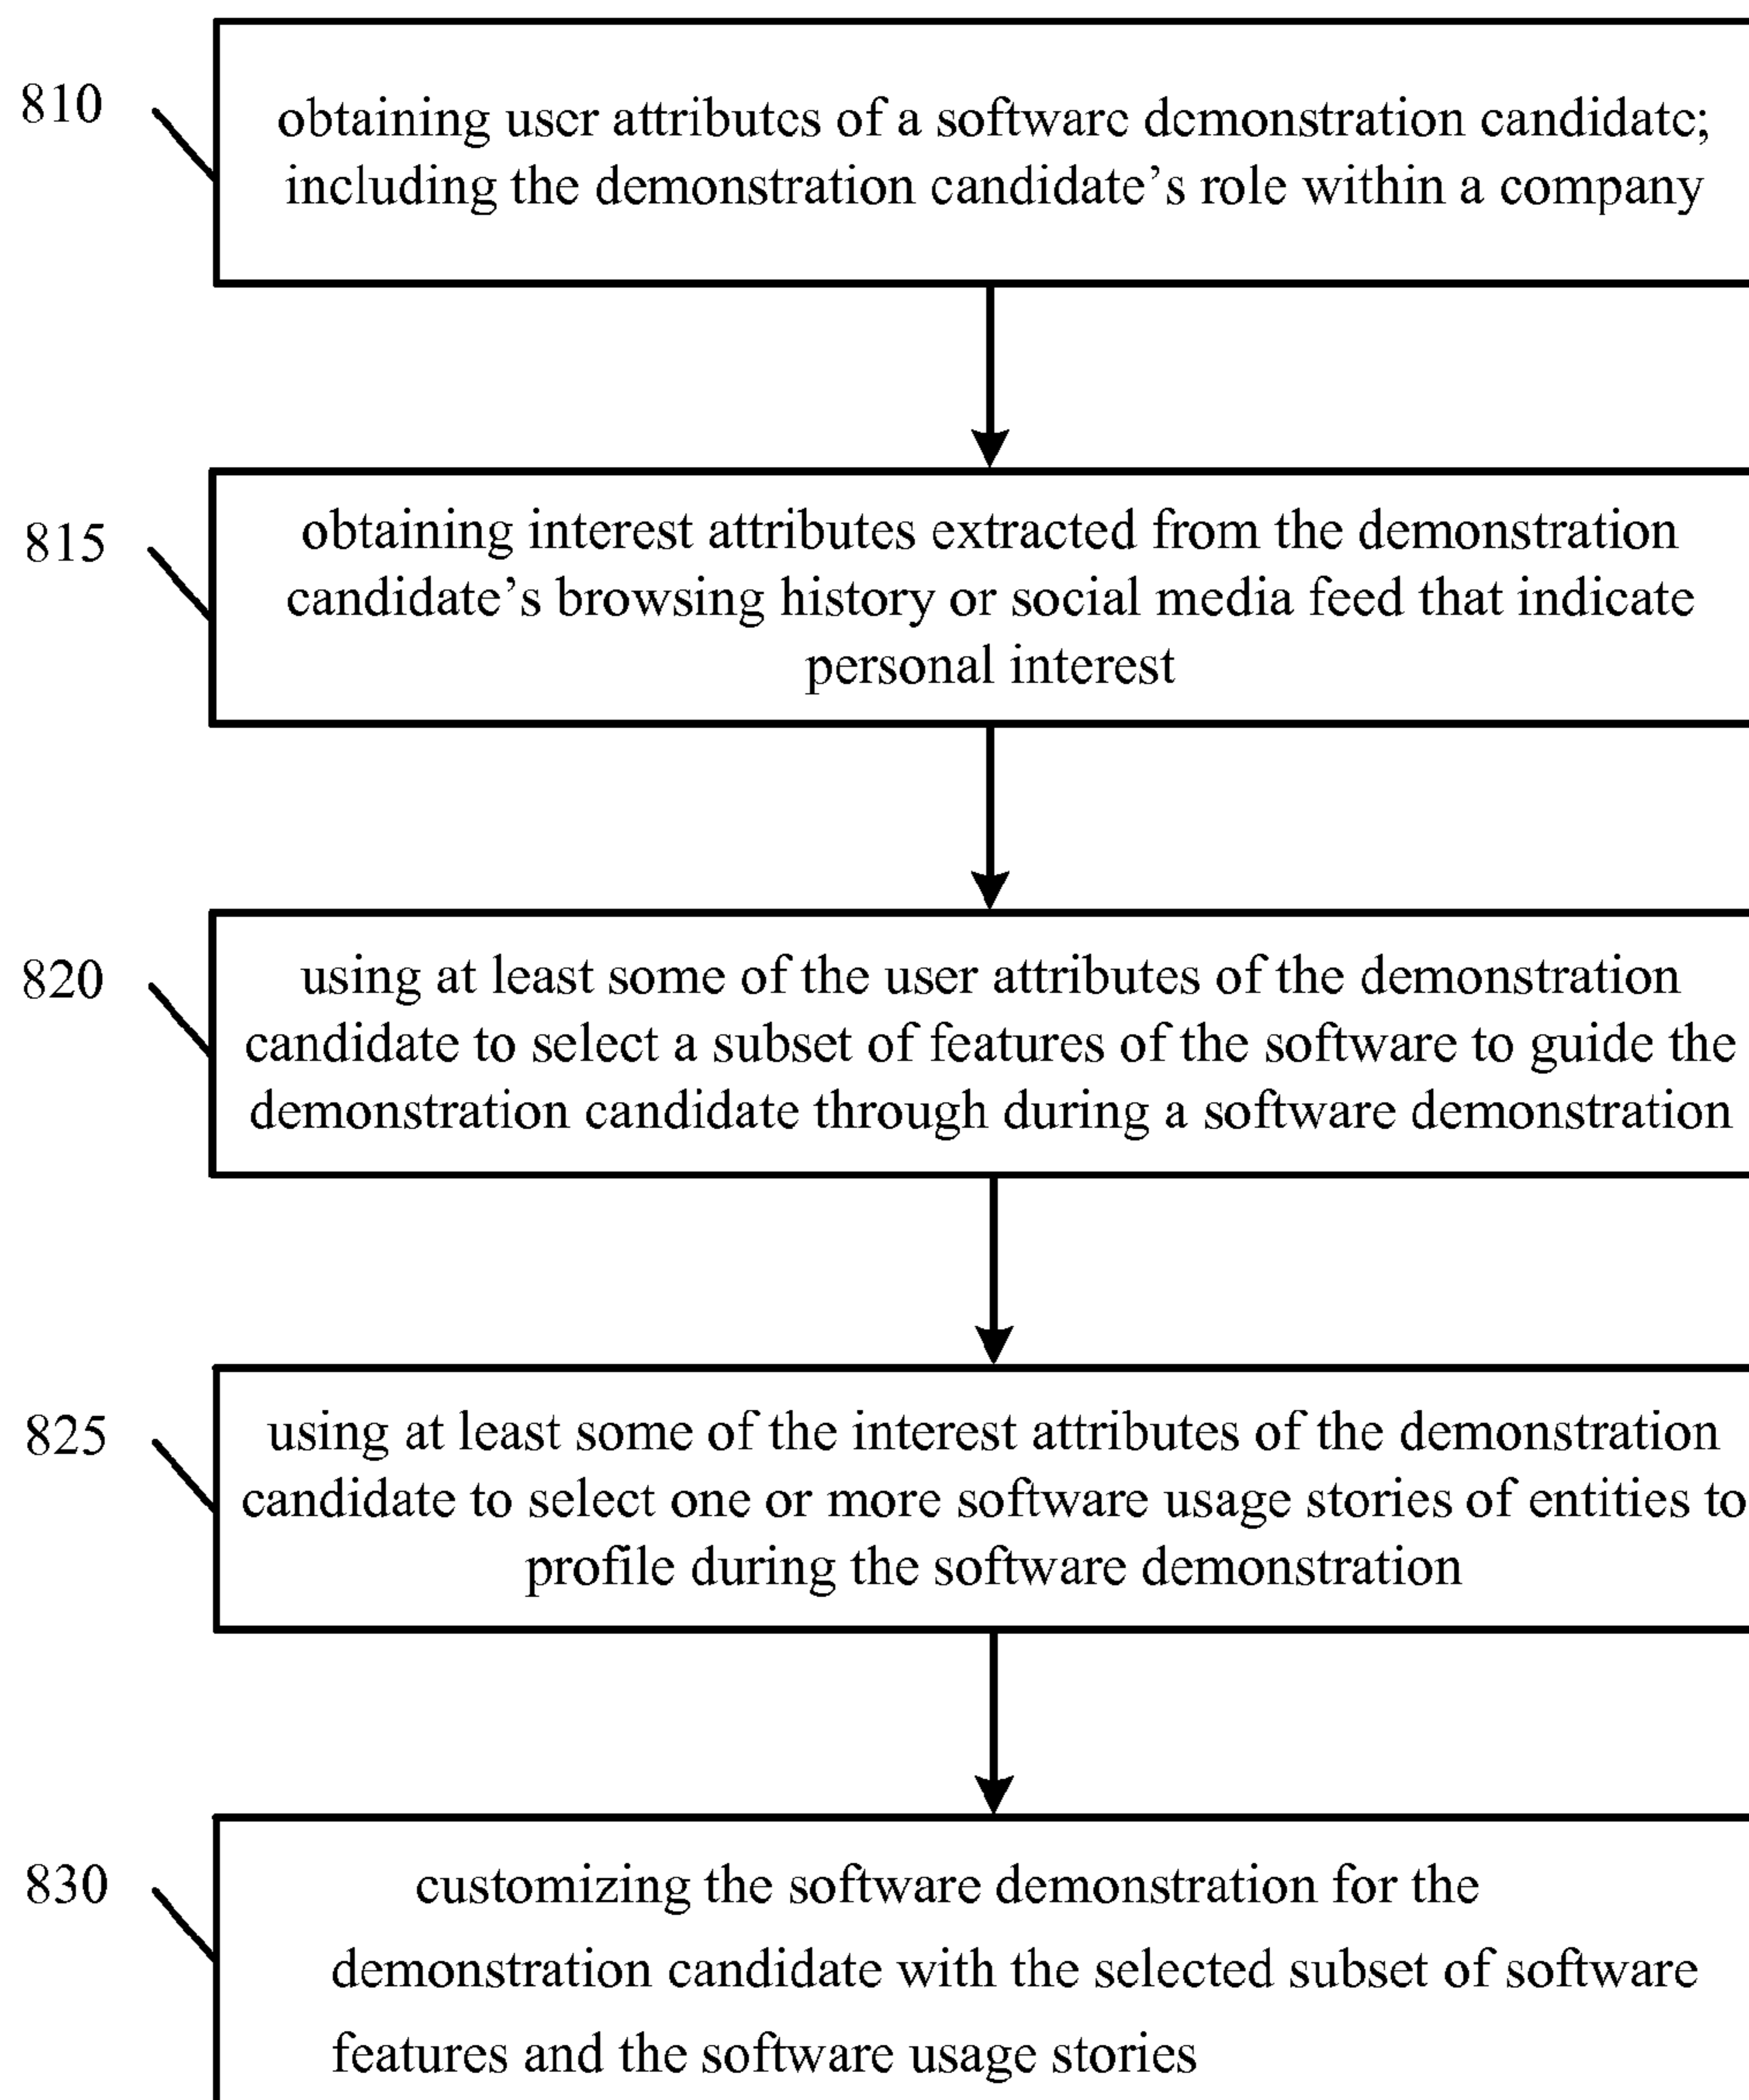 810
obtaining user attributes of a software demonstration candidate;
including the demonstration candidate’s role within a company
815
obtaining interest attributes extracted from the demonstration
candidate’s browsing history or social media feed that indicate
personal interest
820
using at least some of the user attributes of the demonstration
candidate to select a subset of features of the software to guide the
demonstration candidate through during a software demonstration
825
using at least some of the interest attributes of the demonstration
candidate to select one or more software usage stories of entities to
profile during the software demonstration
830
customizing the software demonstration for the
demonstration candidate with the selected subset of software
features and the software usage stories